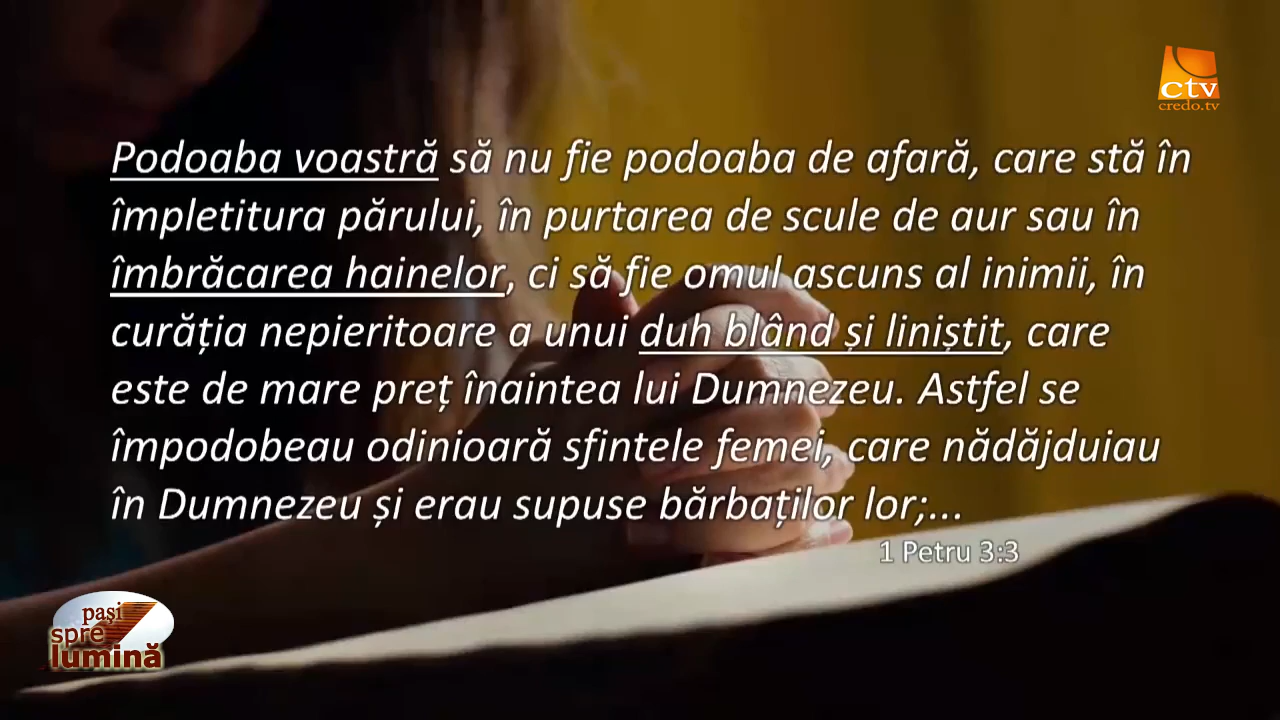 ctv
credo.tv
Podoaba voastră să nu fie podoaba de afară, care stă în
împletitura părului, în purtarea de scule de aur sau în
îmbrăcarea hainelor, ci să fie omul ascuns al inimii, în
curăția nepieritoare a unui duh blând și liniștit, care
este de mare preț înaintea lui Dumnezeu. Astfel se
împodobeau odinioară sfintele femei, care nădăjduiau
în Dumnezeu și erau supuse bărbaților lor;...
1 Petru 3:3
pași
spre
lumină